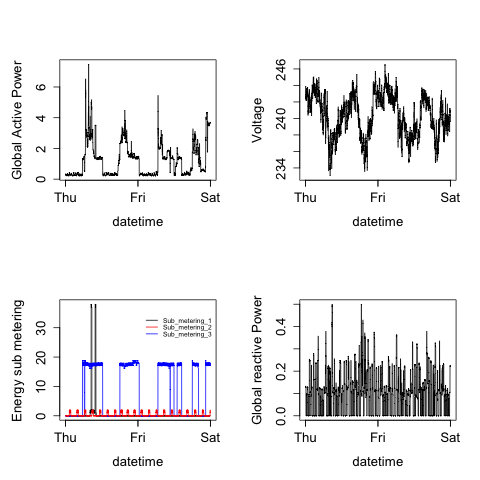 Global Active Power
0 2 4 6
Thu Fri Sat
datetime
Voltage
234 240 246
Thu Fri Sat
datetime
Energy sub metering
0 10 20 30
Sub_metering_1
Sub_metering_2
Sub_metering_3
Thu Fri Sat
datetime
Global reactive Power
0.0 0.2 0.4
Thu Fri Sat
datetime